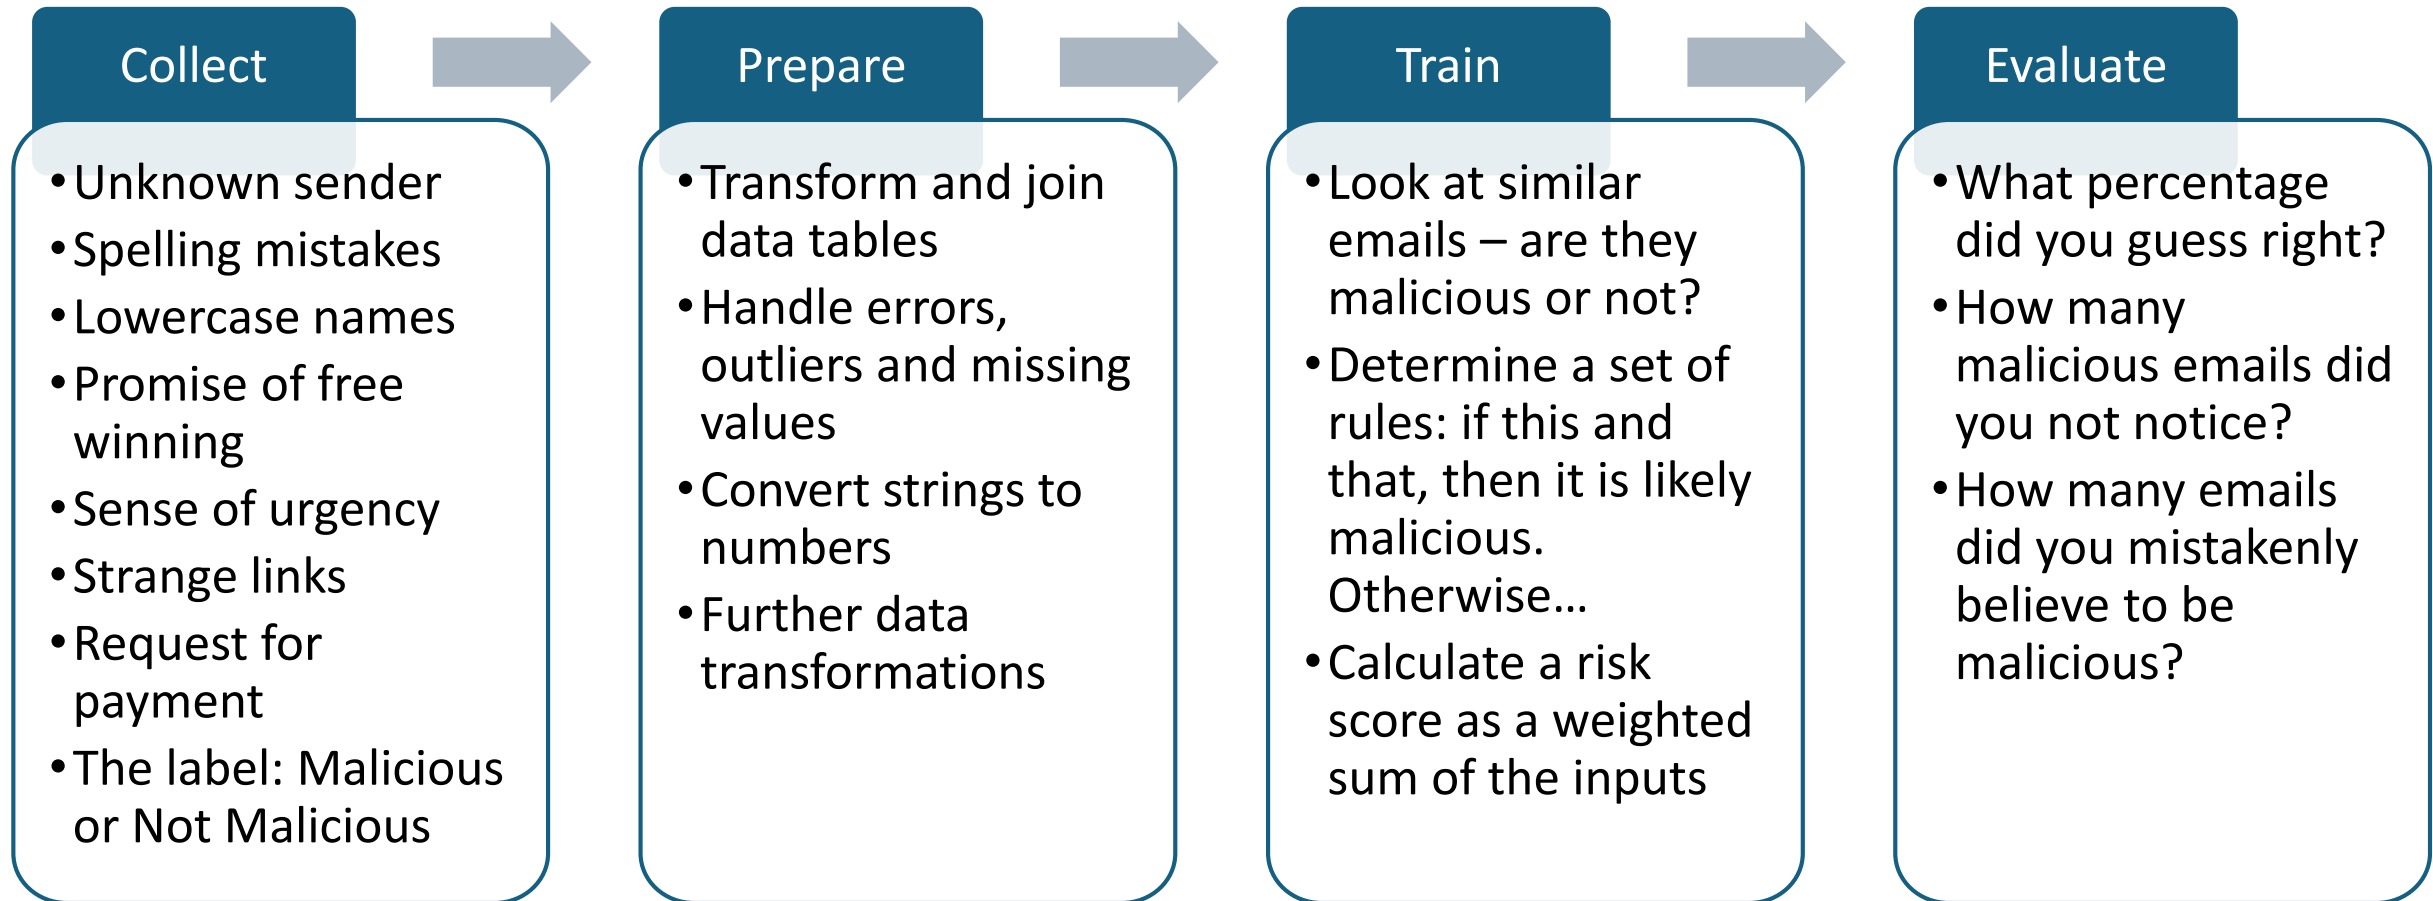 Collect
•Unknown sender
•Spelling mistakes
•Lowercase names
•Promise of free
winning
•Sense of urgency
•Strange links
•Request for
payment
•The label: Malicious
or Not Malicious
Prepare
•Transform and join
data tables
•Handle errors,
outliers and missing
values
•Convert strings to
numbers
•Further data
transformations
Train
•Look at similar
emails – are they
malicious or not?
•Determine a set of
rules: if this and
that, then it is likely
malicious.
Otherwise…
•Calculate a risk
score as a weighted
sum of the inputs
Evaluate
•What percentage
did you guess right?
•How many
malicious emails did
you not notice?
•How many emails
did you mistakenly
believe to be
malicious?